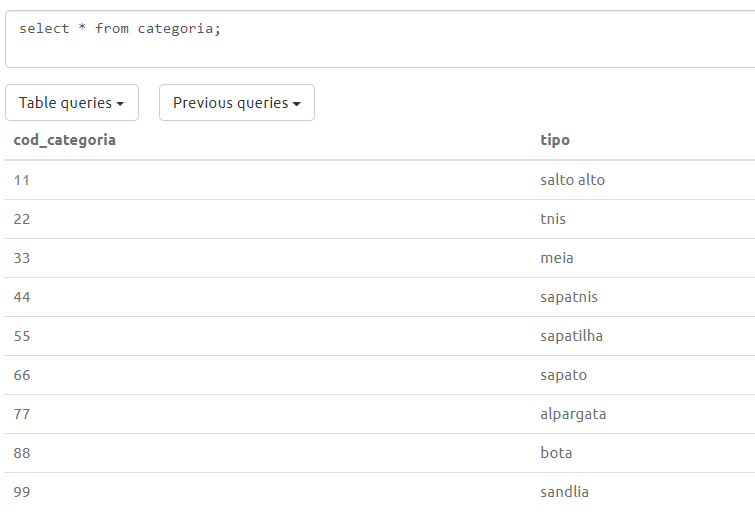 select * from categoria;
Table queries Previous queries
cod_categoria tipo
11 salto alto
22 tnis
33 meia
44 sapatnis
55 sapatilha
66 sapato
77 alpargata
88 bota
99 sandlia